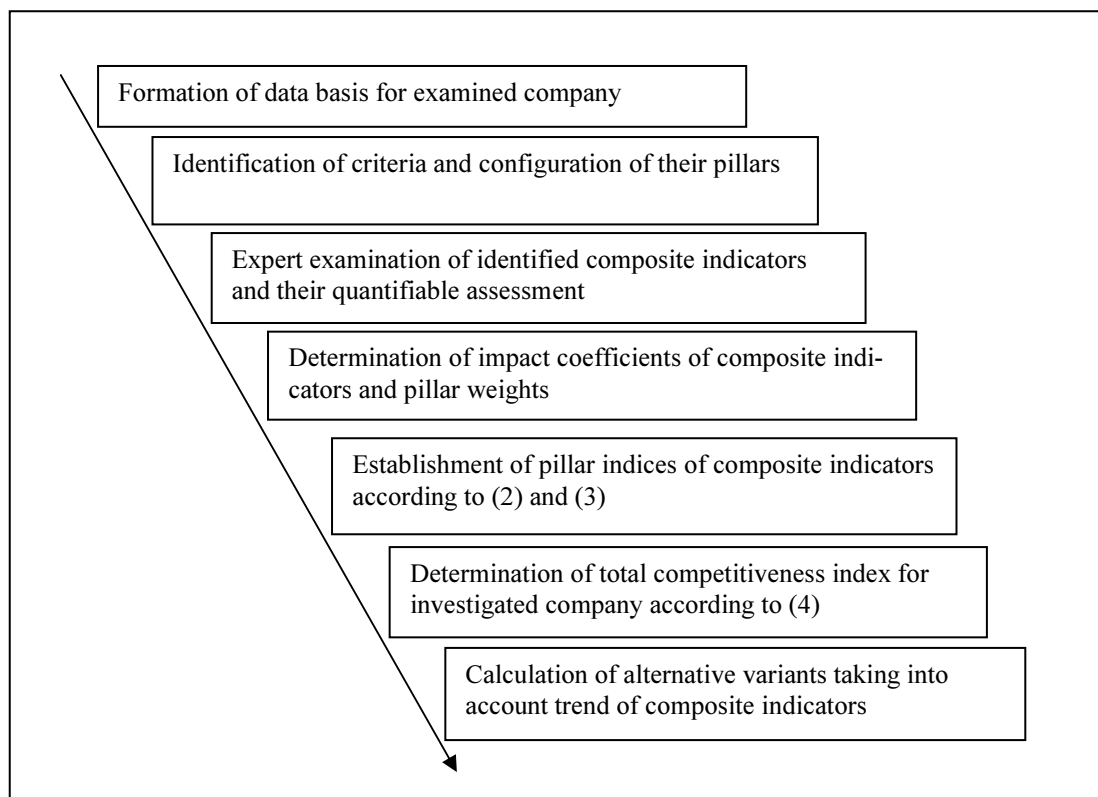 Formation of data basis for examined company
Identification of criteria and configuration of their pillars
Expert examination of identified composite indicators
and their quantifiable assessment
Determination of impact coefficients of composite indi-
cators and pillar weights
Establishment of pillar indices of composite indicators
according to (2) and (3)
Determination of total competitiveness index for
investigated company according to (4)
Calculation of alternative variants taking into
account trend of composite indicators